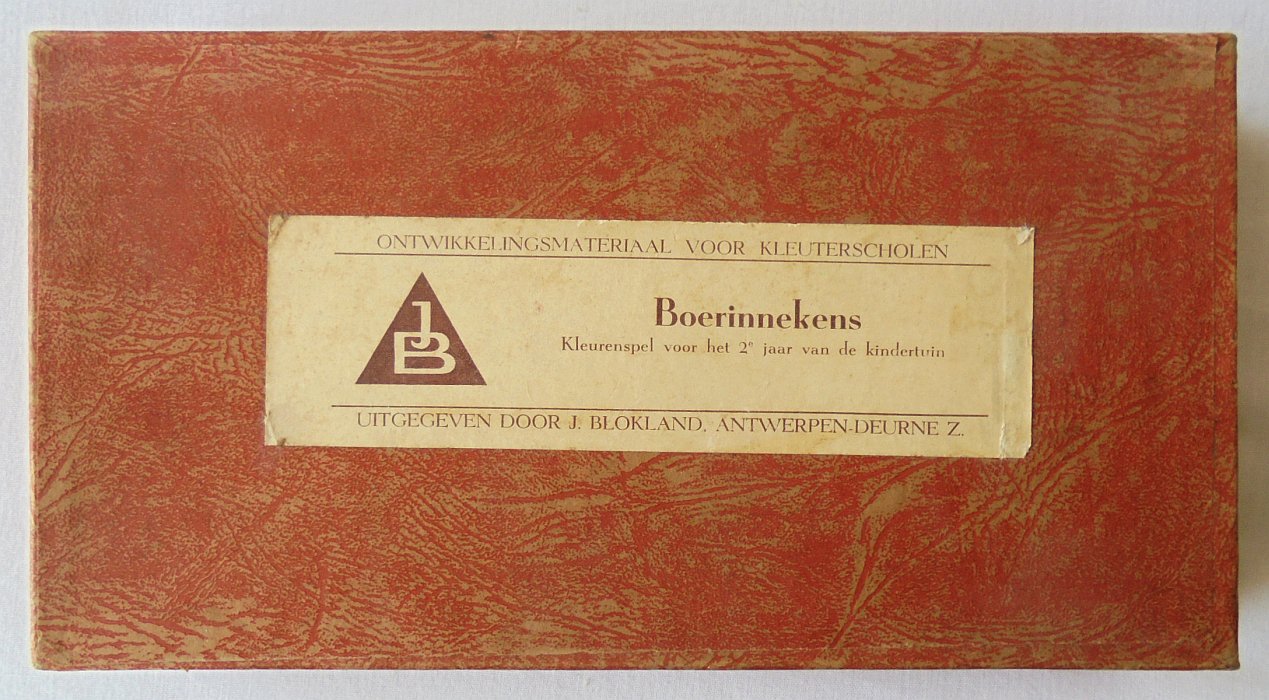 ONTWIKKELINGSMATERIAAL VOOR KLEUTERSCHOLEN
JB
Boerinnekens
Kleurenspel voor het 2e jaar van de kindertuin
UITGEGEVEN DOOR J. BLOKLAND, ANTWERPEN-DEURNE Z.